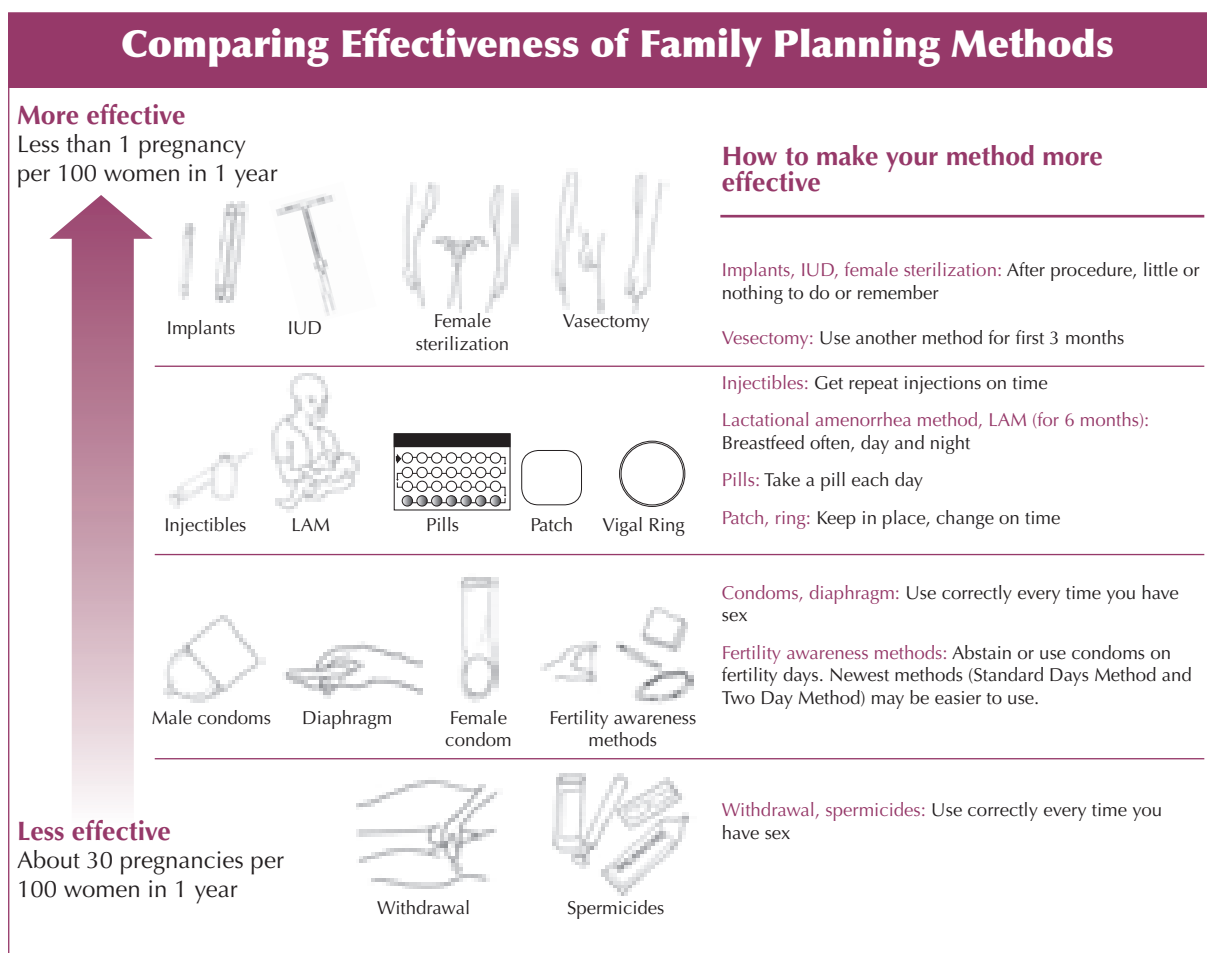 Comparing Effectiveness of Family Planning Methods
More effective
Less than 1 pregnancy
per 100 women in 1 year
How to make your method more
effective
Implants
IUD
Female
sterilization
Vasectomy
Implants, IUD, female sterilization: After procedure, little or
nothing to do or remember
Vesectomy: Use another method for first 3 months
Injectibles
LAM
Pills
Patch
Vigal Ring
Injectibles: Get repeat injections on time
Lactational amenorrhea method, LAM (for 6 months):
Breastfeed often, day and night
Pills: Take a pill each day
Patch, ring: Keep in place, change on time
Male condoms
Diaphragm
Female
condom
Fertility awareness
methods
Condoms, diaphragm: Use correctly every time you have
sex
Fertility awareness methods: Abstain or use condoms on
fertility days. Newest methods (Standard Days Method and
Two Day Method) may be easier to use.
Less effective
About 30 pregnancies per
100 women in 1 year
Withdrawal
Spermicides
Withdrawal, spermicides: Use correctly every time you
have sex